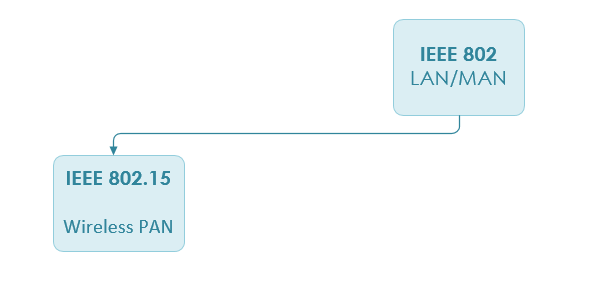 IEEE 802
LAN/MAN
IEEE 802.15
Wireless PAN